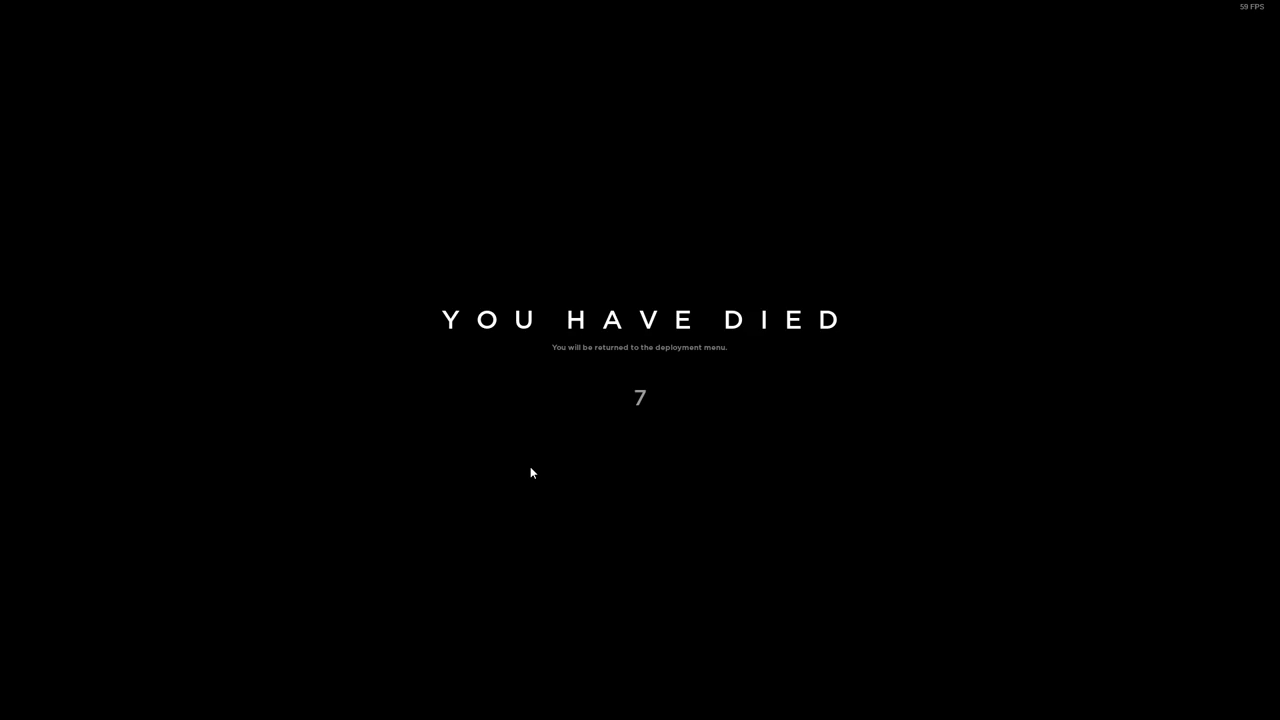 59 FPS
YOU HAVE DIED
You will be returned to the deployment menu.
7